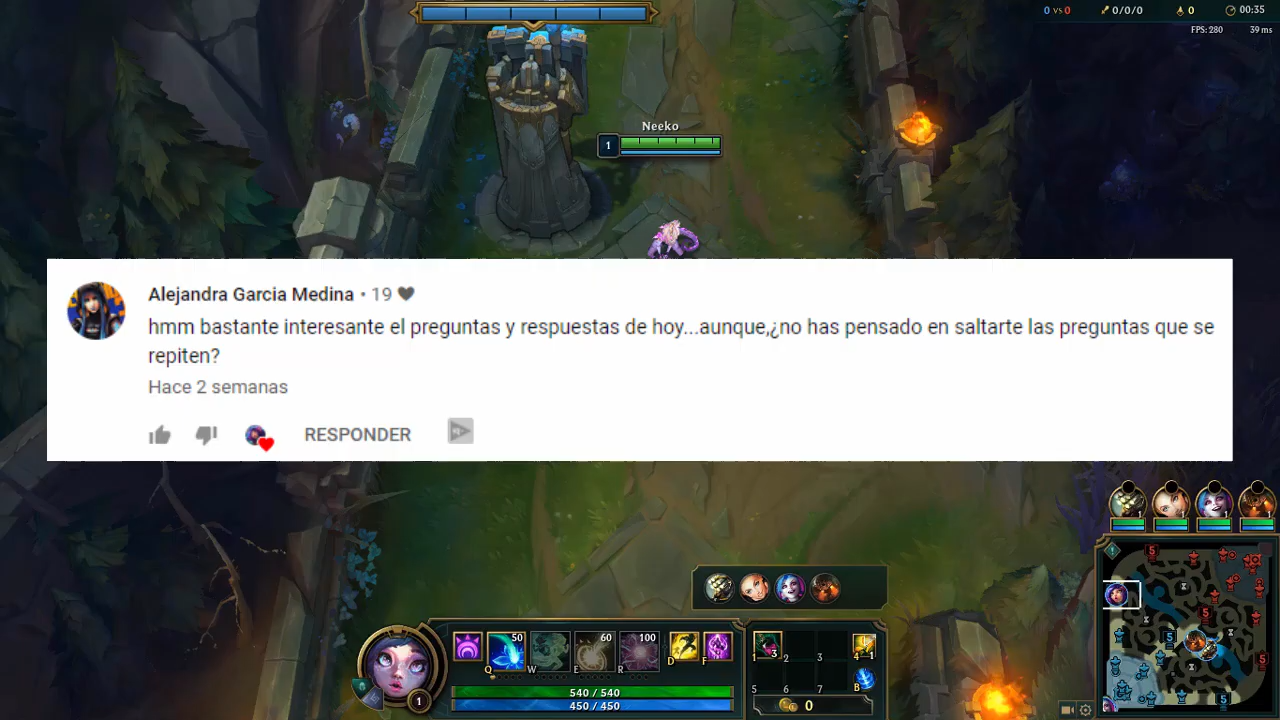 0 vs 0 0/0/0 0 00:35
FPS: 280 39 ms
Neeko
1
Alejandra Garcia Medina • 19 🖤
hmm bastante interesante el preguntas y respuestas de hoy...aunque,¿no has pensado en saltarte las preguntas que se
repiten?
Hace 2 semanas
RESPONDER
50 60 100
Q W E R D F
540 / 540
450 / 450
1
1 3 2 3 4 1
5 6 7 B
0
5
5
5
5
5